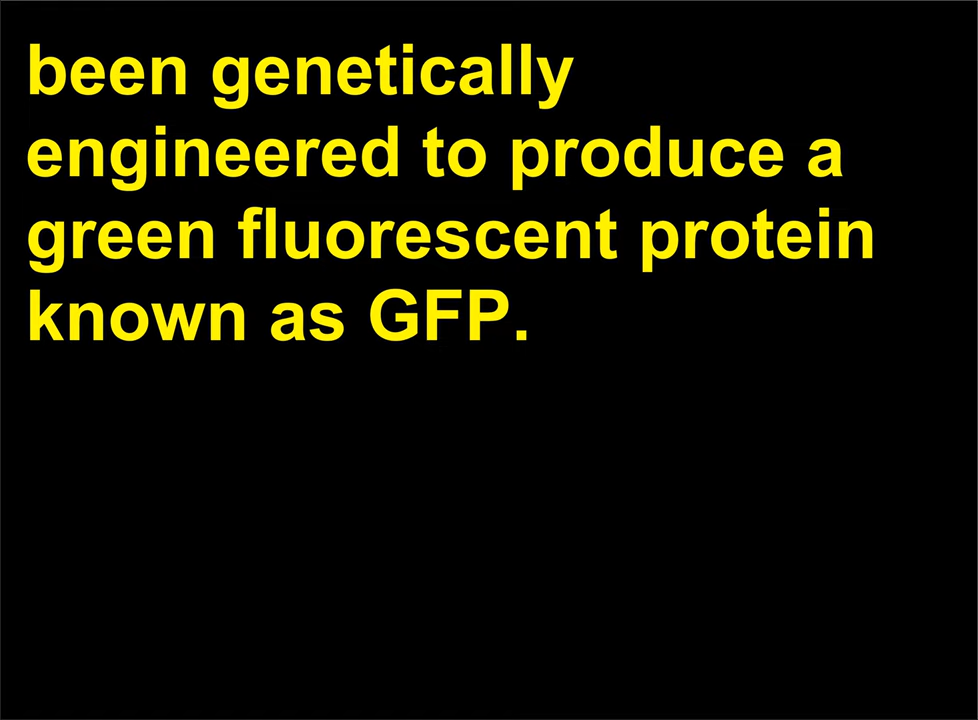 been genetically
engineered to produce a
green fluorescent protein
known as GFP.